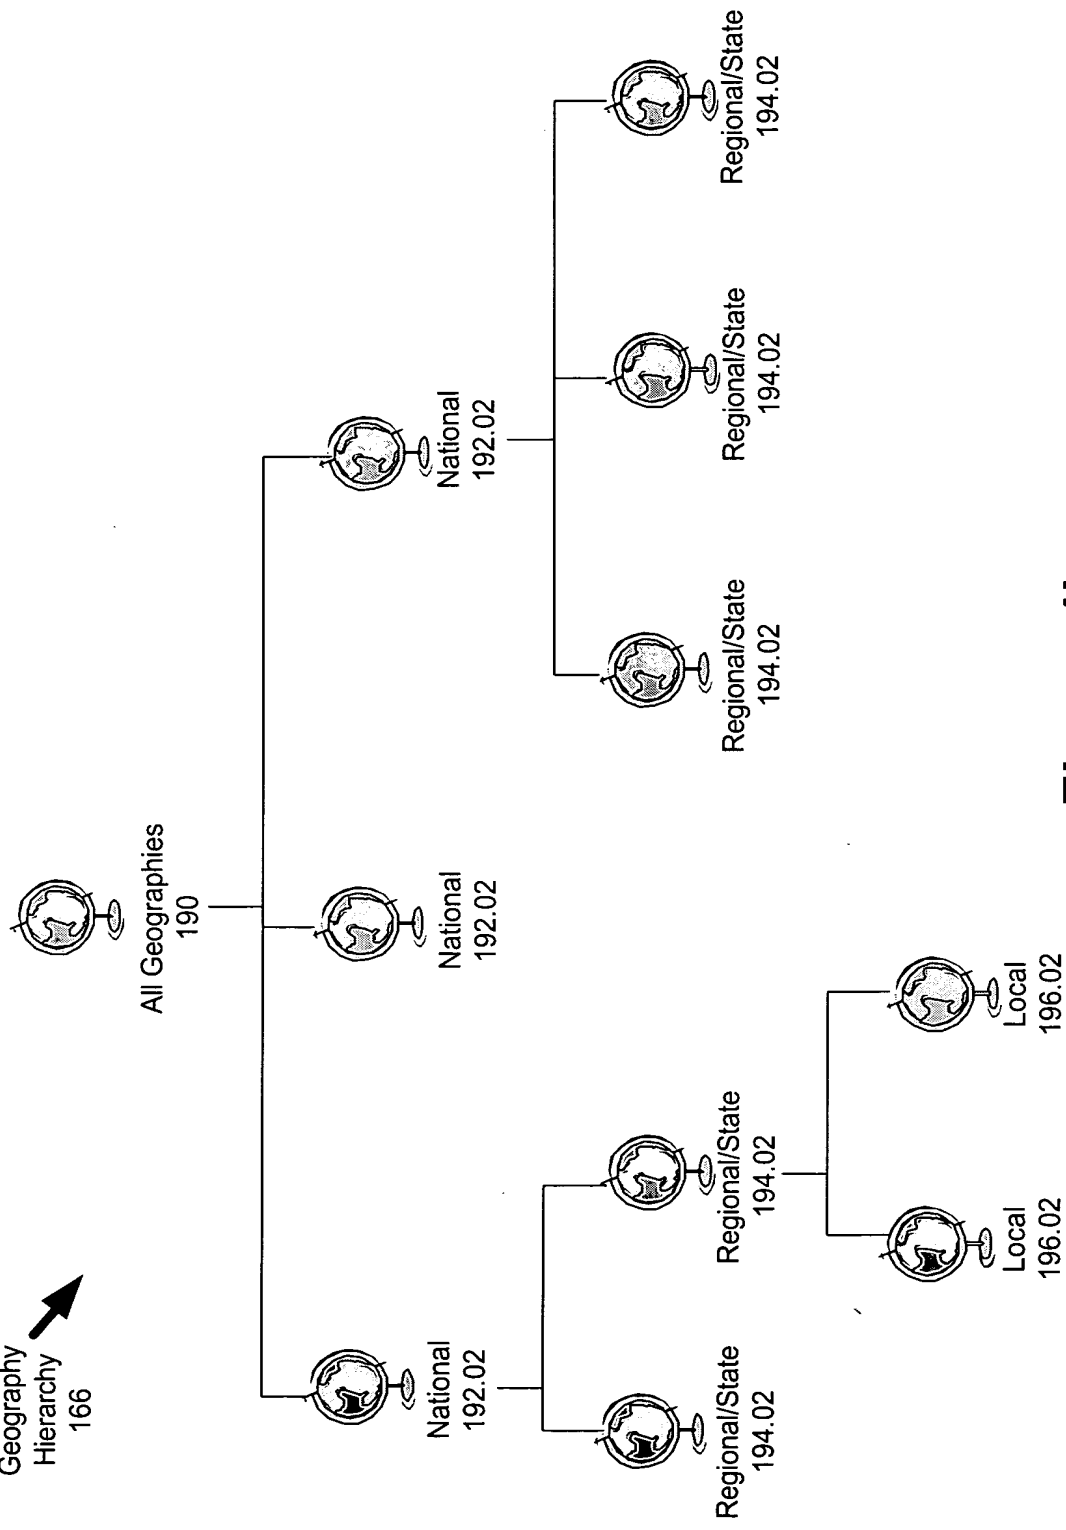 Geography
Hierarchy
166
All Geographies
190
National
192.02
National
192.02
National
192.02
Regional/State
194.02
Regional/State
194.02
Regional/State
194.02
Regional/State
194.02
Regional/State
194.02
Local
196.02
Local
196.02